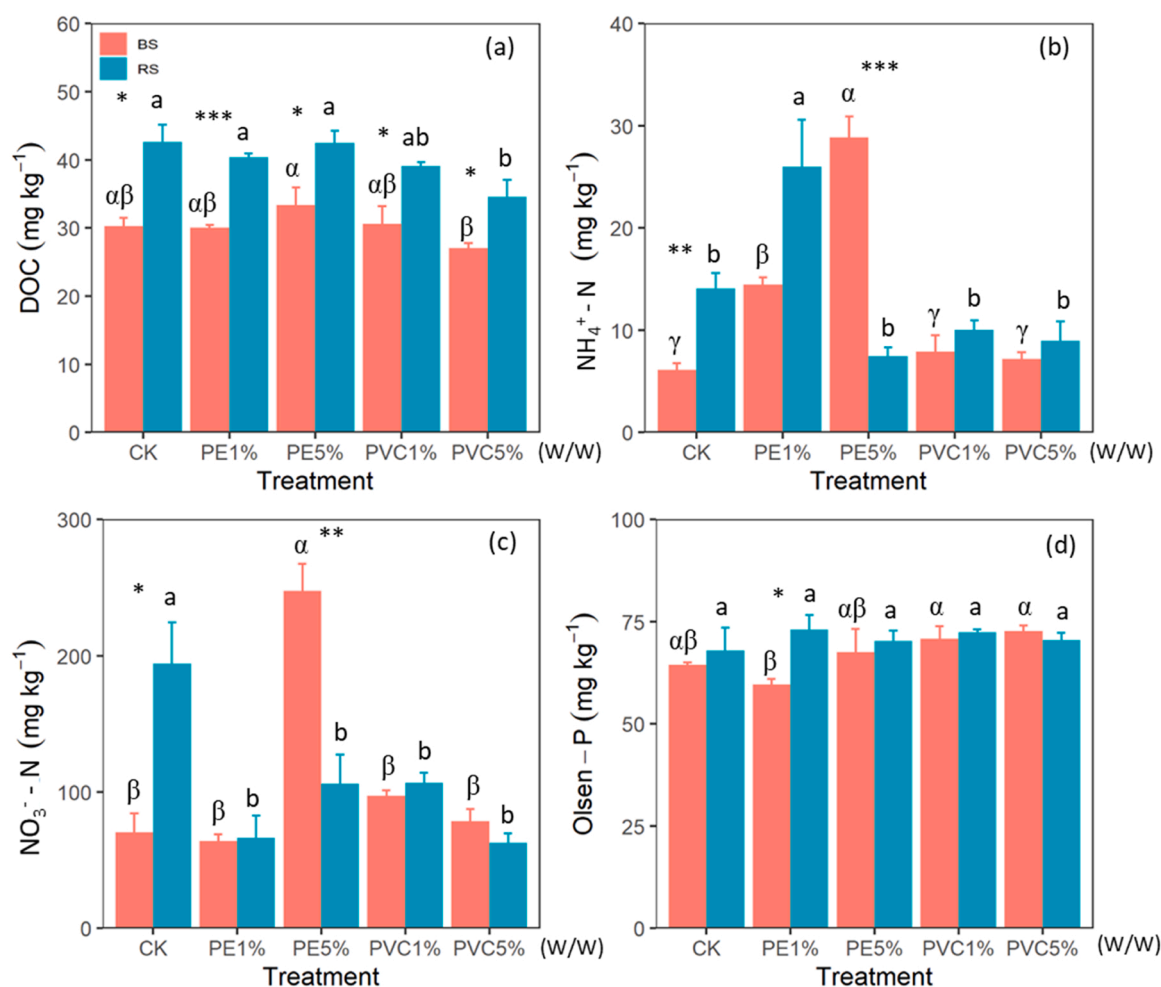 (a)
BS
RS
DOC (mg kg⁻¹)
60
50
40
30
20
10
0
* a *** a * a * ab * b
αβ αβ α αβ β
CK PE1% PE5% PVC1% PVC5% (W/W)
Treatment
(b)
NH₄⁺ - N (mg kg⁻¹)
40
30
20
10
0
** b a *** b b b
γ β α γ γ
CK PE1% PE5% PVC1% PVC5% (W/W)
Treatment
(c)
NO₃⁻ - N (mg kg⁻¹)
300
200
100
0
* a b ** b b b
β β α β β
CK PE1% PE5% PVC1% PVC5% (W/W)
Treatment
(d)
Olsen − P (mg kg⁻¹)
100
75
50
25
0
a * a a a a
αβ β αβ α α
CK PE1% PE5% PVC1% PVC5% (W/W)
Treatment